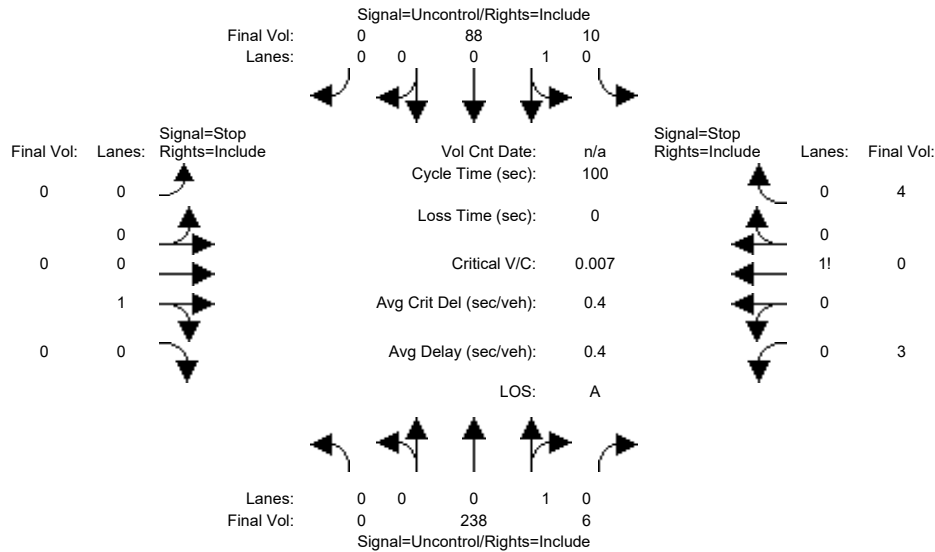 Signal=Uncontrol/Rights=Include
Final Vol: 0 88 10
Lanes: 0 0 0 1 0
Signal=Stop
Final Vol: Lanes: Rights=Include
Vol Cnt Date: n/a
Signal=Stop
Rights=Include Lanes: Final Vol:
Cycle Time (sec): 100
0 0
0 4
Loss Time (sec): 0
0
0
0 0
Critical V/C: 0.007
1! 0
1
Avg Crit Del (sec/veh): 0.4
0
0 0
Avg Delay (sec/veh): 0.4
0 3
LOS: A
Lanes: 0 0 0 1 0
Final Vol: 0 238 6
Signal=Uncontrol/Rights=Include